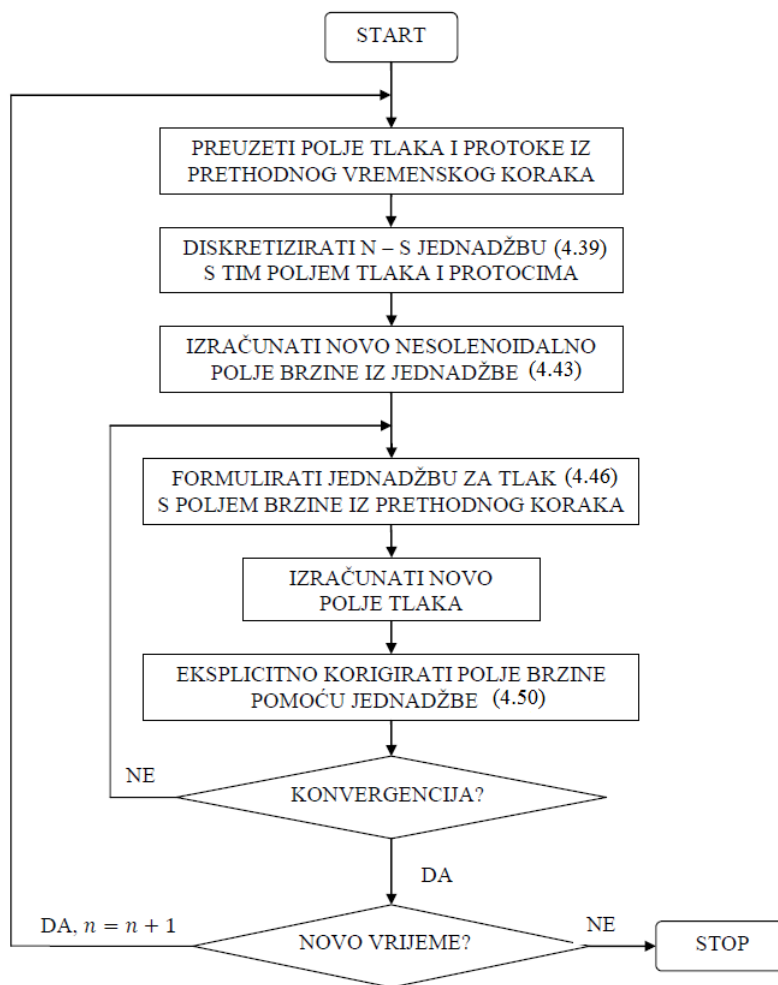 START
PREUZETI POLJE TLAKA I PROTOKE IZ
PRETHODNOG VREMENSKOG KORAKA
DISKRETIZIRATI N – S JEDNADŽBU (4.39)
S TIM POLJEM TLAKA I PROTOCIMA
IZRAČUNATI NOVO NESOLENOIDALNO
POLJE BRZINE IZ JEDNADŽBE (4.43)
FORMULIRATI JEDNADŽBU ZA TLAK (4.46)
S POLJEM BRZINE IZ PRETHODNOG KORAKA
IZRAČUNATI NOVO
POLJE TLAKA
EKSPLICITNO KORIGIRATI POLJE BRZINE
POMOĆU JEDNADŽBE (4.50)
NE
KONVERGENCIJA?
DA
DA, n = n + 1
NOVO VRIJEME?
NE
STOP